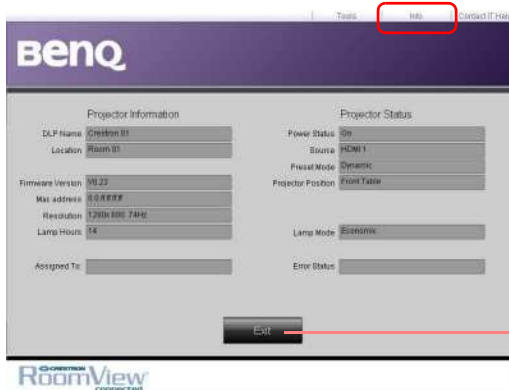 Tools Info Contact IT Help
BenQ
Projector Information Projector Status
DLP Name Crestron 01 Power Status On
Location Room 01 Source HDMI 1
Preset Mode Dynamic
Firmware Version V0.23 Projector Position Front Table
Mac address
Resolution 74Hz
Lamp Hours 14 Lamp Mode Economic
Assigned To: Error Status
Exit
CRESTRON
RoomView
connected